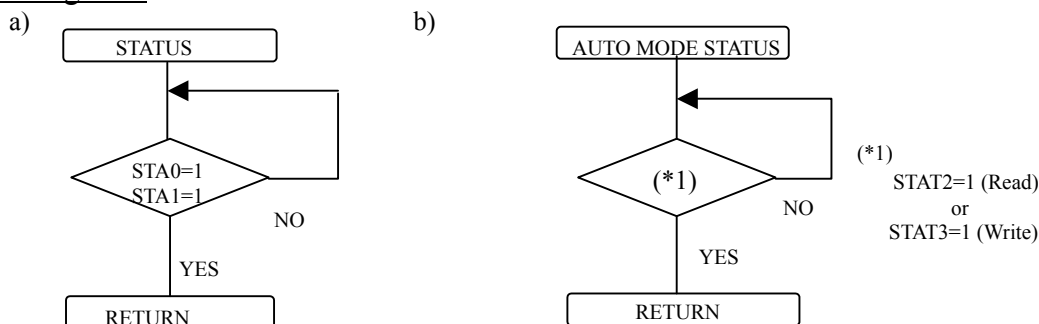 a)
STATUS
STA0=1
STA1=1
NO
YES
RETURN
b)
AUTO MODE STATUS
(*1)
NO
YES
RETURN
(*1)
STAT2=1 (Read)
or
STAT3=1 (Write)